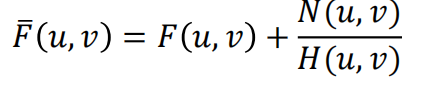 F̄(u, v) = F(u, v) + N(u, v) / H(u, v)